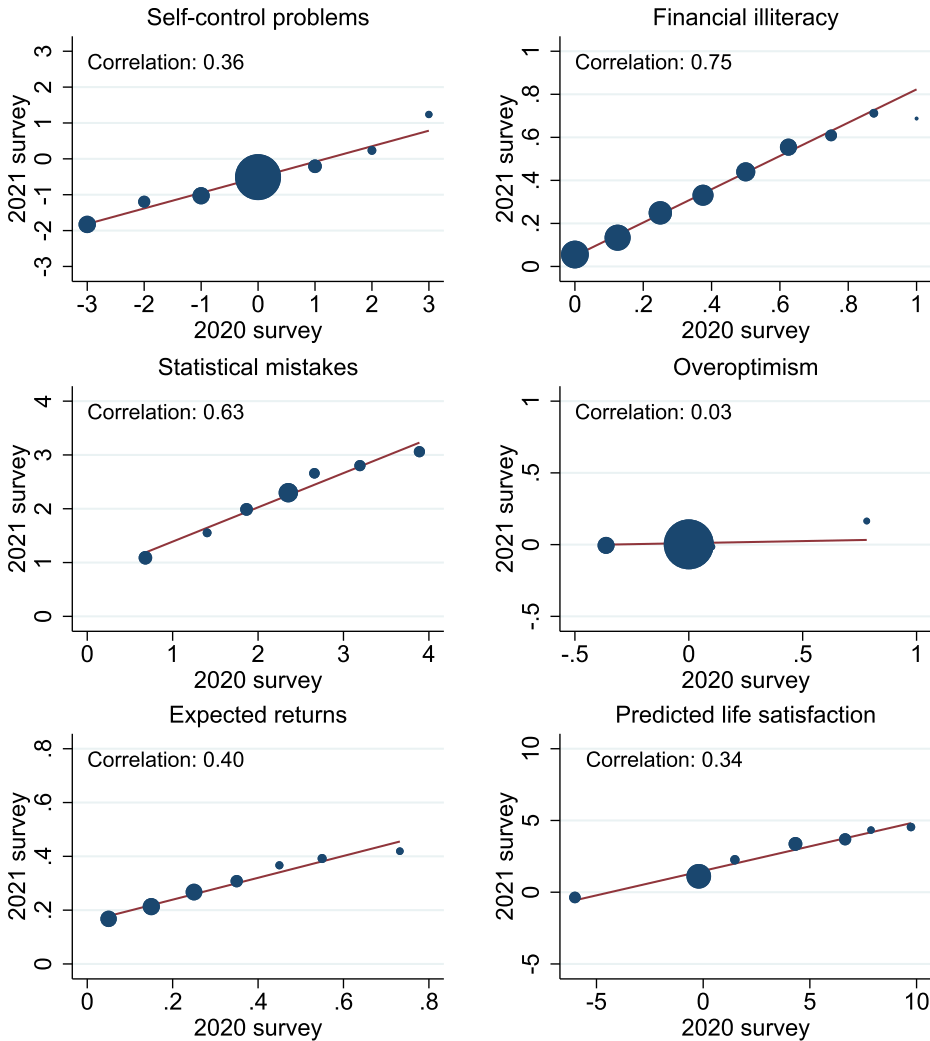 Self-control problems
Correlation: 0.36
2021 survey
3
2
1
0
-1
-2
-3
-3 -2 -1 0 1 2 3
2020 survey
Financial illiteracy
Correlation: 0.75
2021 survey
1
.8
.6
.4
.2
0
0 .2 .4 .6 .8 1
2020 survey
Statistical mistakes
Correlation: 0.63
2021 survey
4
3
2
1
0
0 1 2 3 4
2020 survey
Overoptimism
Correlation: 0.03
2021 survey
1
.5
0
-.5
-.5 0 .5 1
2020 survey
Expected returns
Correlation: 0.40
2021 survey
.8
.6
.4
.2
0
0 .2 .4 .6 .8
2020 survey
Predicted life satisfaction
Correlation: 0.34
2021 survey
10
5
0
-5
-5 0 5 10
2020 survey